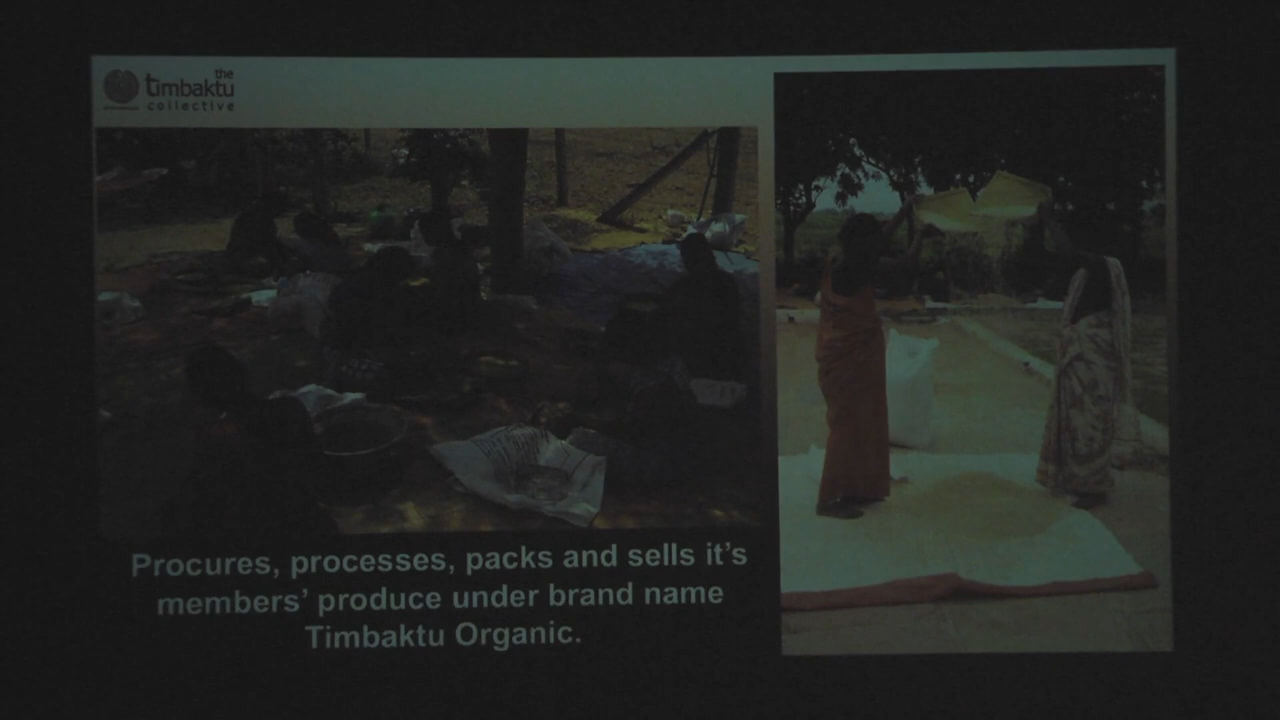 the
timbaktu
collective
Procures, processes, packs and sells it's
members' produce under brand name
Timbaktu Organic.